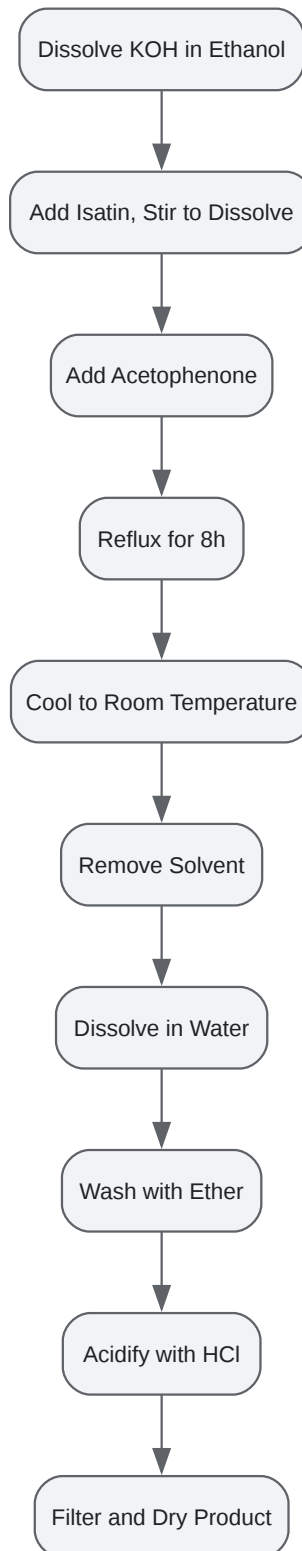 Dissolve KOH in Ethanol
Add Isatin, Stir to Dissolve
Add Acetophenone
Reflux for 8h
Cool to Room Temperature
Remove Solvent
Dissolve in Water
Wash with Ether
Acidify with HCl
Filter and Dry Product